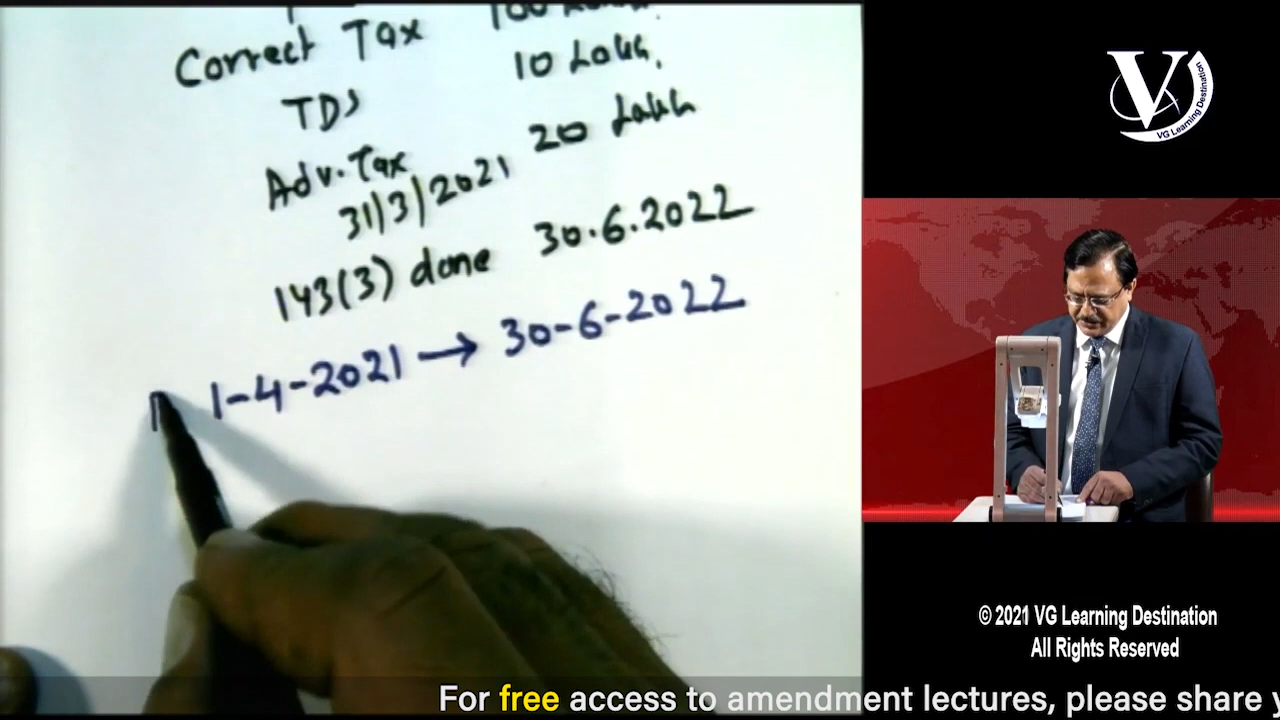 Correct Tax 100
TDS 10 Lakh.
Adv. Tax 20 Lakh
31/3/2021
143(3) done 30.6.2022
1-4-2021 → 30-6-2022
V
VG Learning Destination
© 2021 VG Learning Destination
All Rights Reserved
For free access to amendment lectures, please share